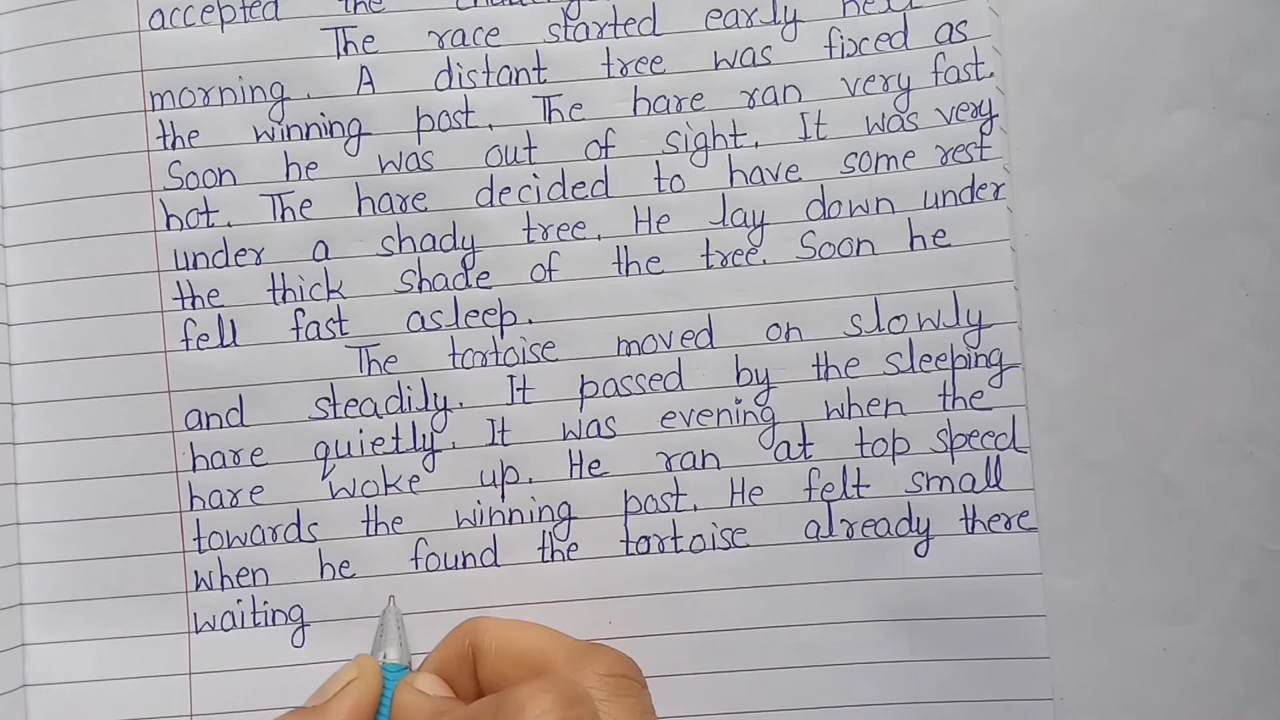 accepted the
The race started early next
morning. A distant tree was fixed as
the winning post. The hare ran very fast.
Soon he was out of sight. It was very
hot. The hare decided to have some rest
under a shady tree. He lay down under
the thick shade of the tree. Soon he
fell fast asleep.
The tortoise moved on slowly
and steadily. It passed by the sleeping
hare quietly. It was evening when the
hare woke up. He ran at top speed
towards the winning post. He felt small
when he found the tortoise already there
waiting